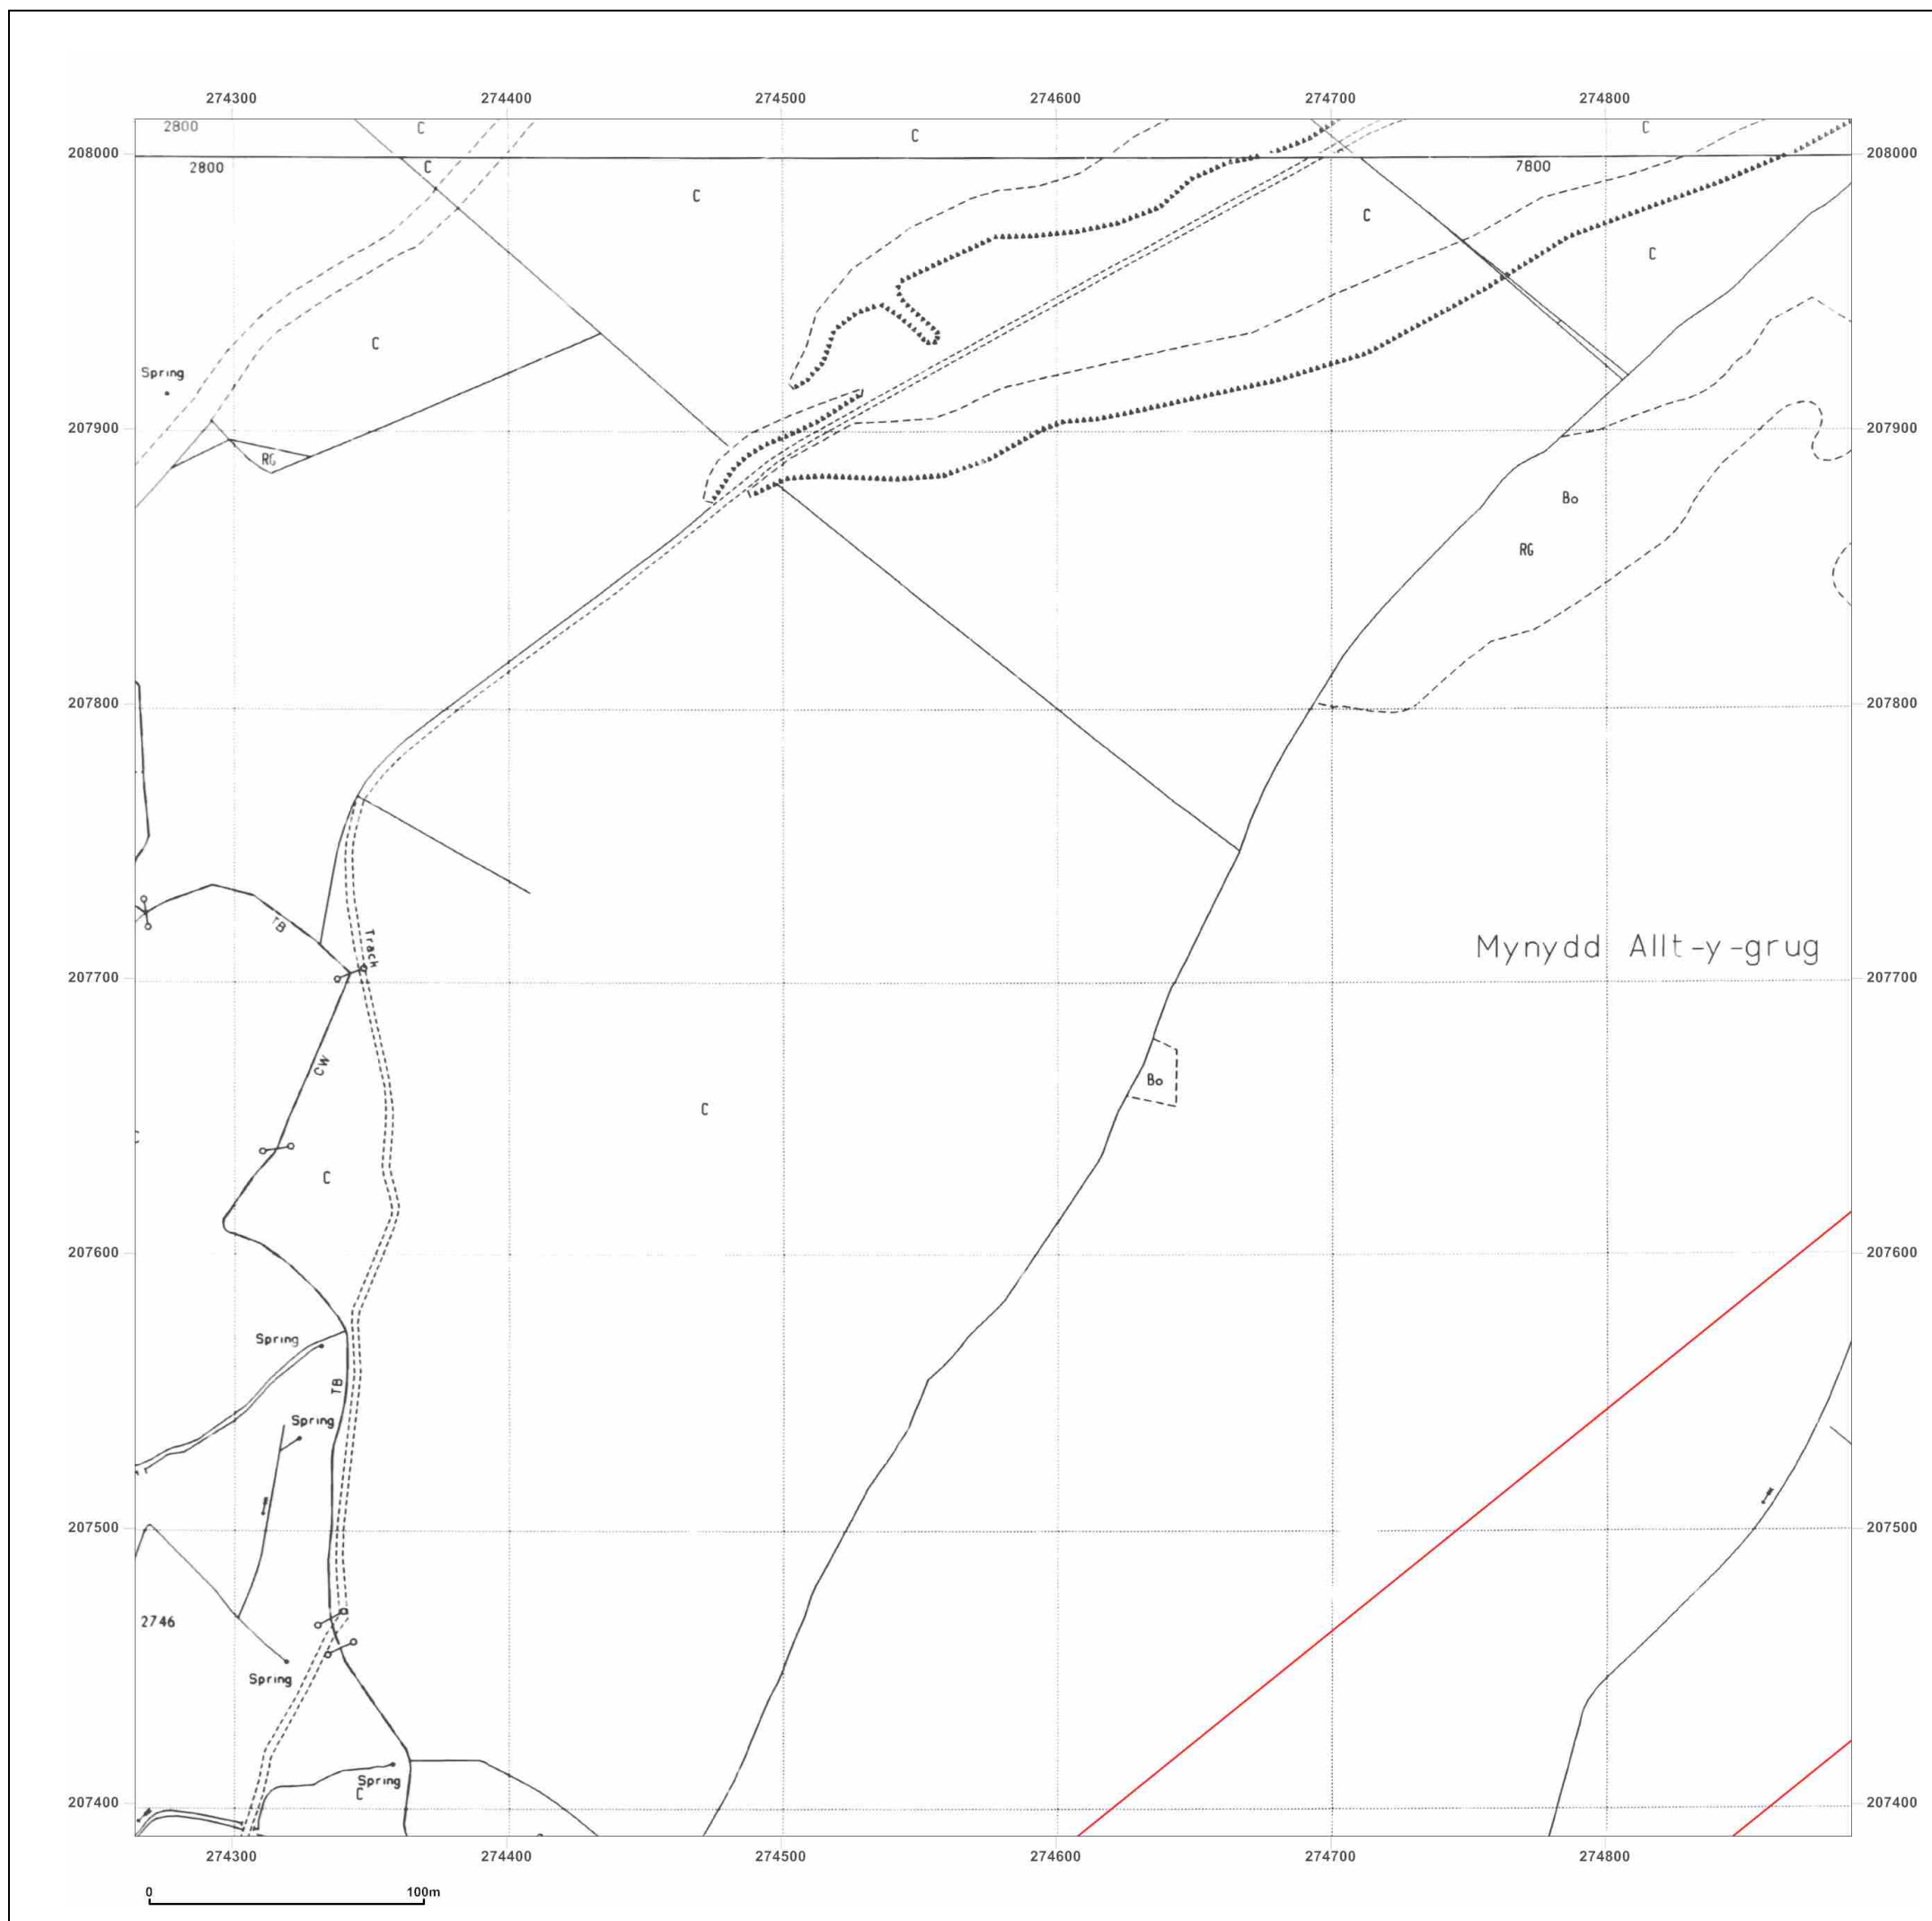 274300 274400 274500 274600 274700 274800
2800 C C C
208000 208000
2800 C 7800
C
C
C
C
Spring
207900 207900
RG
Bo
RG
207800 207800
TB
Track
Mynydd Allt-y-grug
207700 207700
CW
Bo
C
C
207600 207600
Spring
TB
Spring
207500 207500
2746
Spring
Spring
C
207400 207400
274300 274400 274500 274600 274700 274800
0 100m